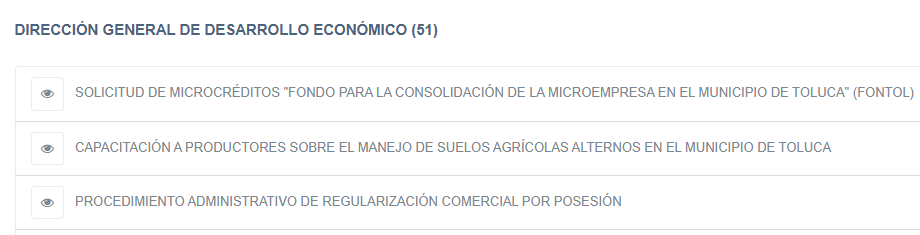 DIRECCIÓN GENERAL DE DESARROLLO ECONÓMICO (51)
SOLICITUD DE MICROCRÉDITOS "FONDO PARA LA CONSOLIDACIÓN DE LA MICROEMPRESA EN EL MUNICIPIO DE TOLUCA" (FONTOL)
CAPACITACIÓN A PRODUCTORES SOBRE EL MANEJO DE SUELOS AGRÍCOLAS ALTERNOS EN EL MUNICIPIO DE TOLUCA
PROCEDIMIENTO ADMINISTRATIVO DE REGULARIZACIÓN COMERCIAL POR POSESIÓN